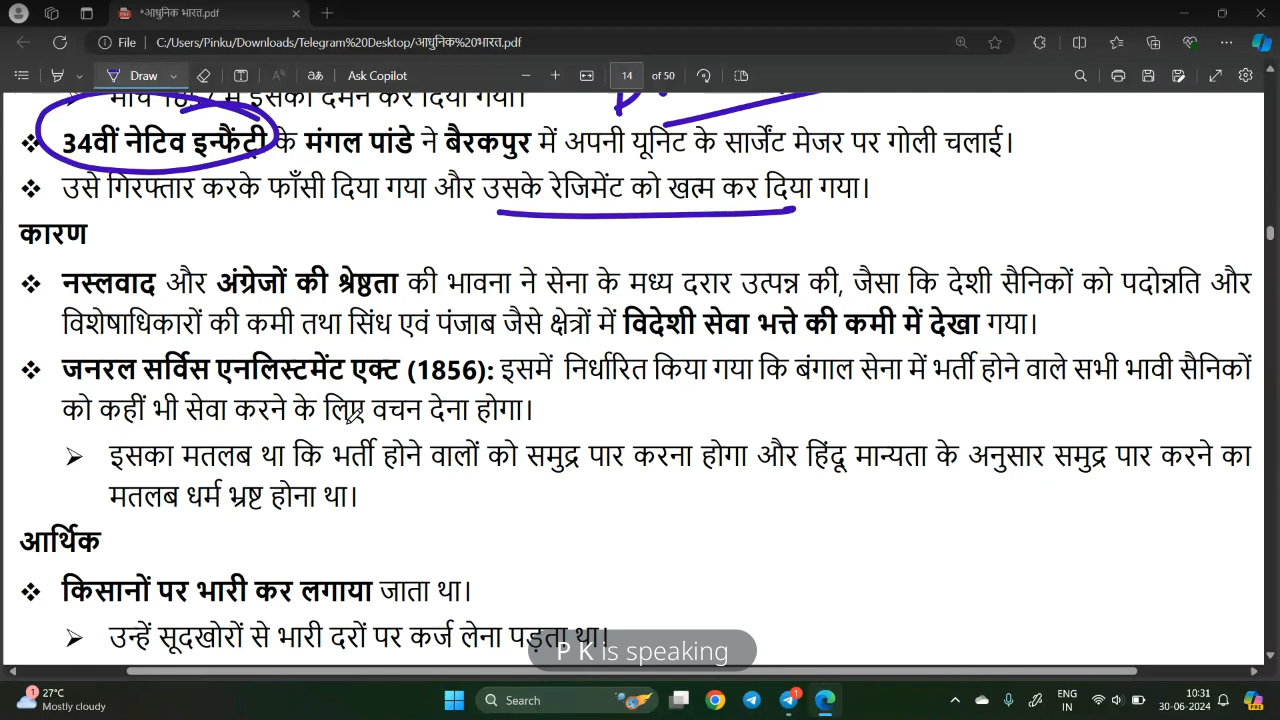 *आधुनिक भारत.pdf
File C:/Users/Pinku/Downloads/Telegram%20Desktop/आधुनिक%20भारत.pdf
Draw Ask Copilot 14 of 50
में इसका दमन कर दिया गया।
❖ 34वीं नेटिव इन्फैंट्री के मंगल पांडे ने बैरकपुर में अपनी यूनिट के सार्जेंट मेजर पर गोली चलाई।
❖ उसे गिरफ्तार करके फाँसी दिया गया और उसके रेजिमेंट को खत्म कर दिया गया।
कारण
❖ नस्लवाद और अंग्रेजों की श्रेष्ठता की भावना ने सेना के मध्य दरार उत्पन्न की, जैसा कि देशी सैनिकों को पदोन्नति और
विशेषाधिकारों की कमी तथा सिंध एवं पंजाब जैसे क्षेत्रों में विदेशी सेवा भत्ते की कमी में देखा गया।
❖ जनरल सर्विस एनलिस्टमेंट एक्ट (1856): इसमें निर्धारित किया गया कि बंगाल सेना में भर्ती होने वाले सभी भावी सैनिकों
को कहीं भी सेवा करने के लिए वचन देना होगा।
➢ इसका मतलब था कि भर्ती होने वालों को समुद्र पार करना होगा और हिंदू मान्यता के अनुसार समुद्र पार करने का
मतलब धर्म भ्रष्ट होना था।
आर्थिक
❖ किसानों पर भारी कर लगाया जाता था।
➢ उन्हें सूदखोरों से भारी दरों पर कर्ज लेना पड़ता था।
P K is speaking
27°C
Mostly cloudy
Search
ENG
IN
10:31
30-06-2024